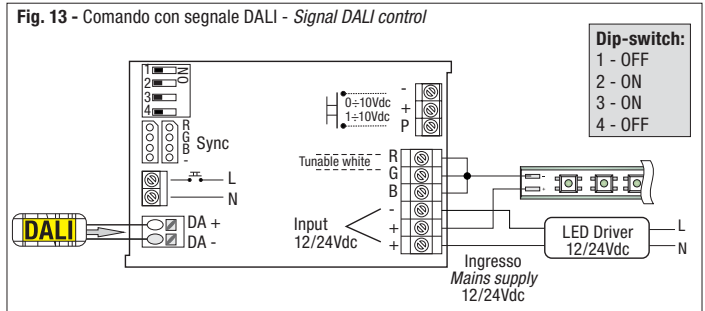 Fig. 13 - Comando con segnale DALI - Signal DALI control
Dip-switch:
1 - OFF
2 - ON
3 - ON
4 - OFF
1
2
3
4
ON
R
G
B
-
Sync
L
N
DALI
DA +
DA -
-
0÷10Vdc
+
1÷10Vdc
P
Tunable white
R
G
B
-
+
+
Input
12/24Vdc
-
+
LED Driver
12/24Vdc
L
N
Ingresso
Mains supply
12/24Vdc